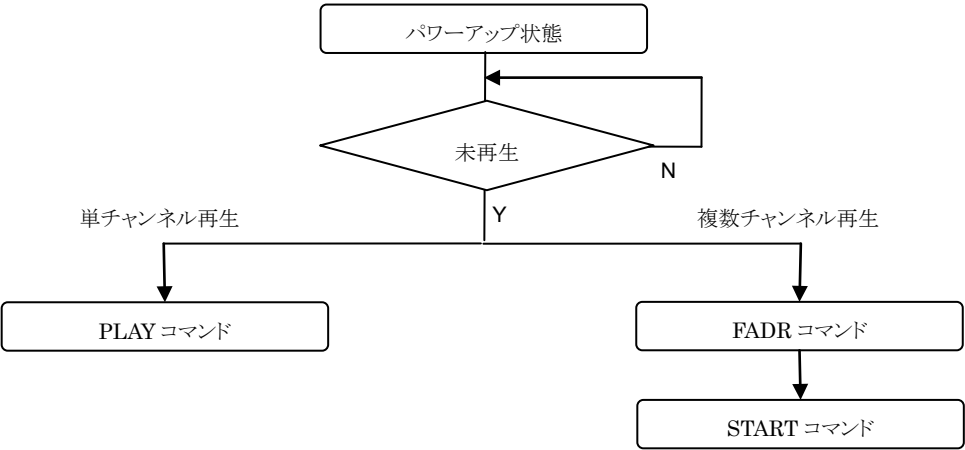 パワーアップ状態
未再生
N
Y
単チャンネル再生
複数チャンネル再生
PLAY コマンド
FADR コマンド
START コマンド